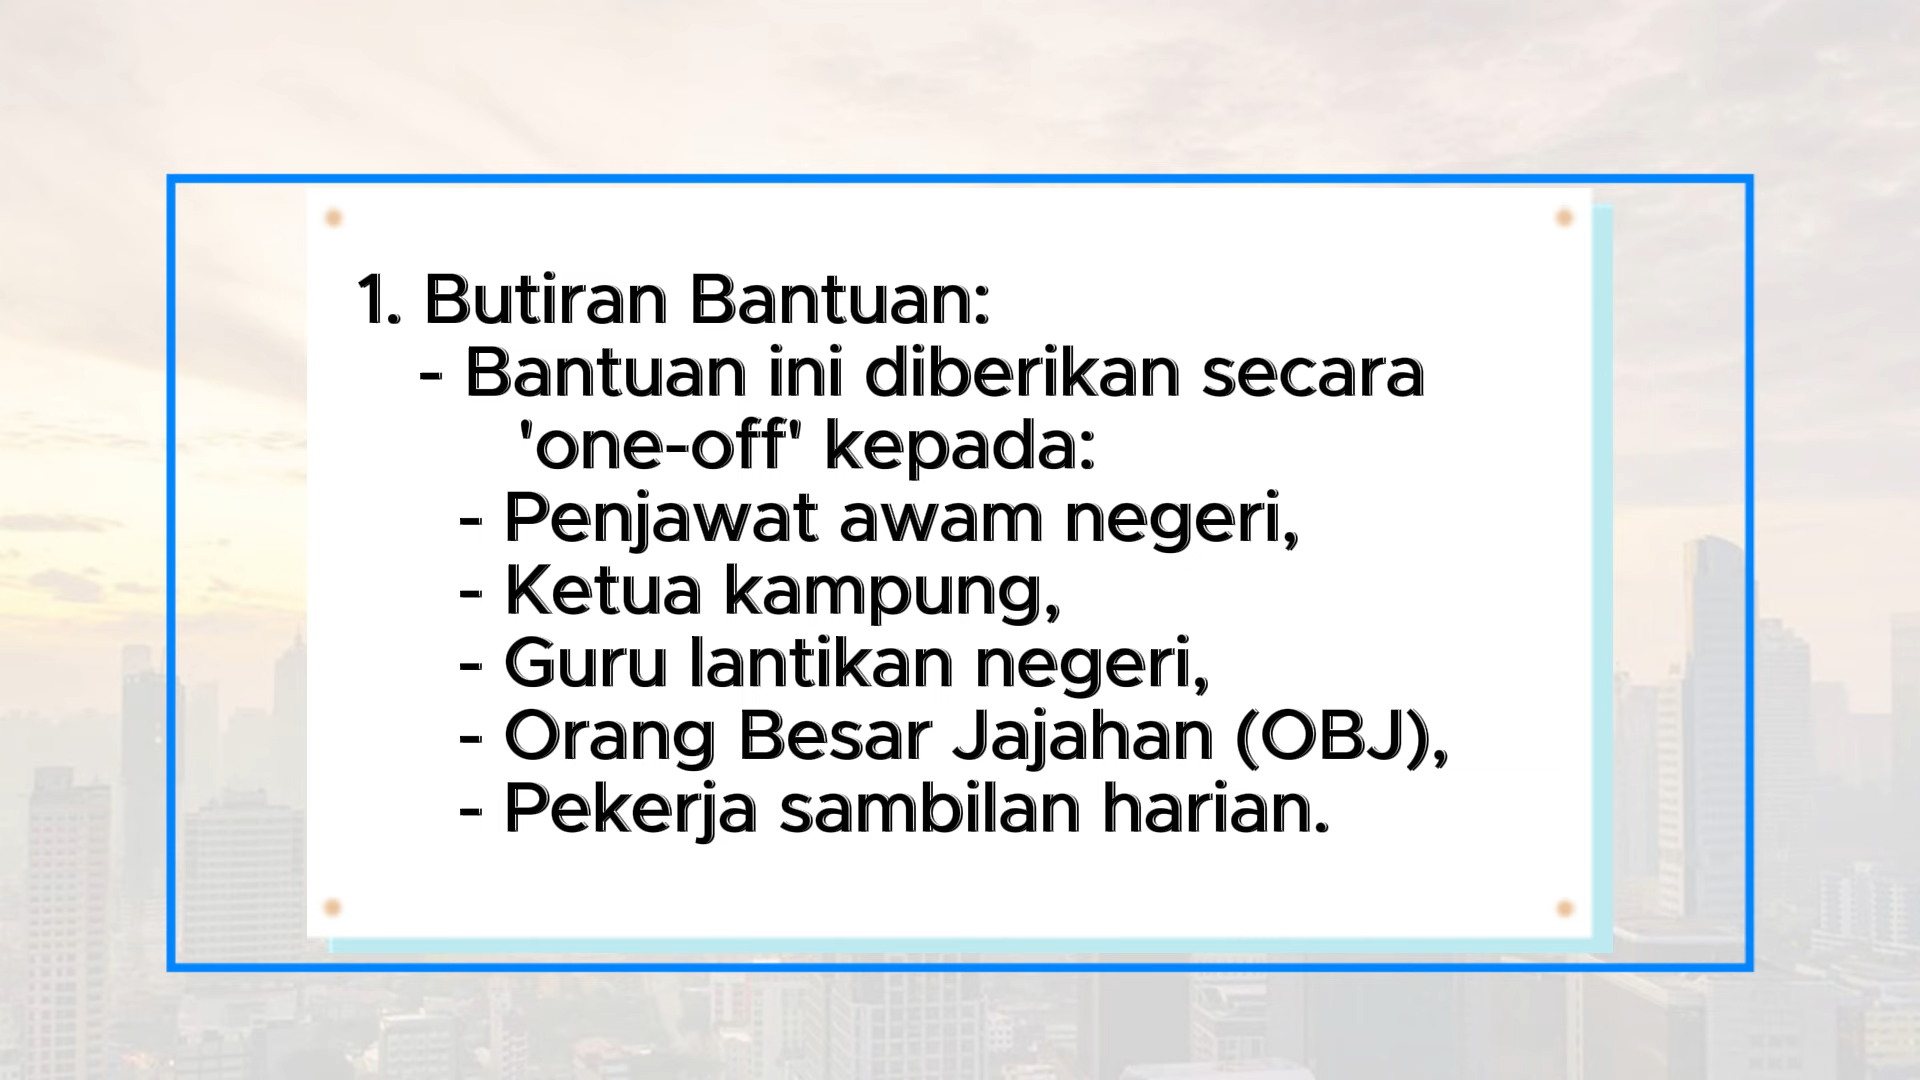 1. Butiran Bantuan:
- Bantuan ini diberikan secara
'one-off' kepada:
- Penjawat awam negeri,
- Ketua kampung,
- Guru lantikan negeri,
- Orang Besar Jajahan (OBJ),
- Pekerja sambilan harian.